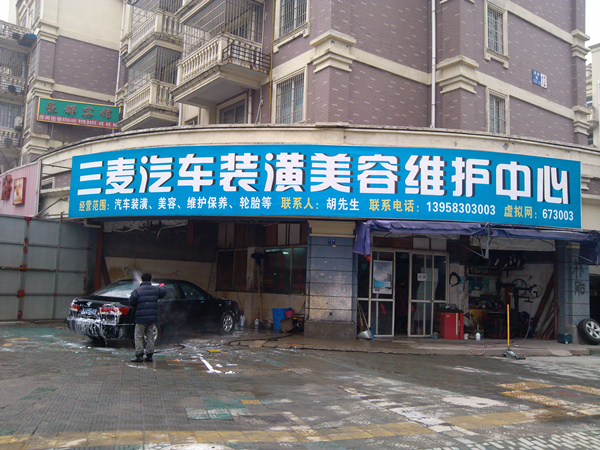 三麦汽车装潢美容维护中心
经营范围：汽车装潢、美容、维护保养、轮胎等 联系人：胡先生 联系电话：13958303003 虚拟网：673003